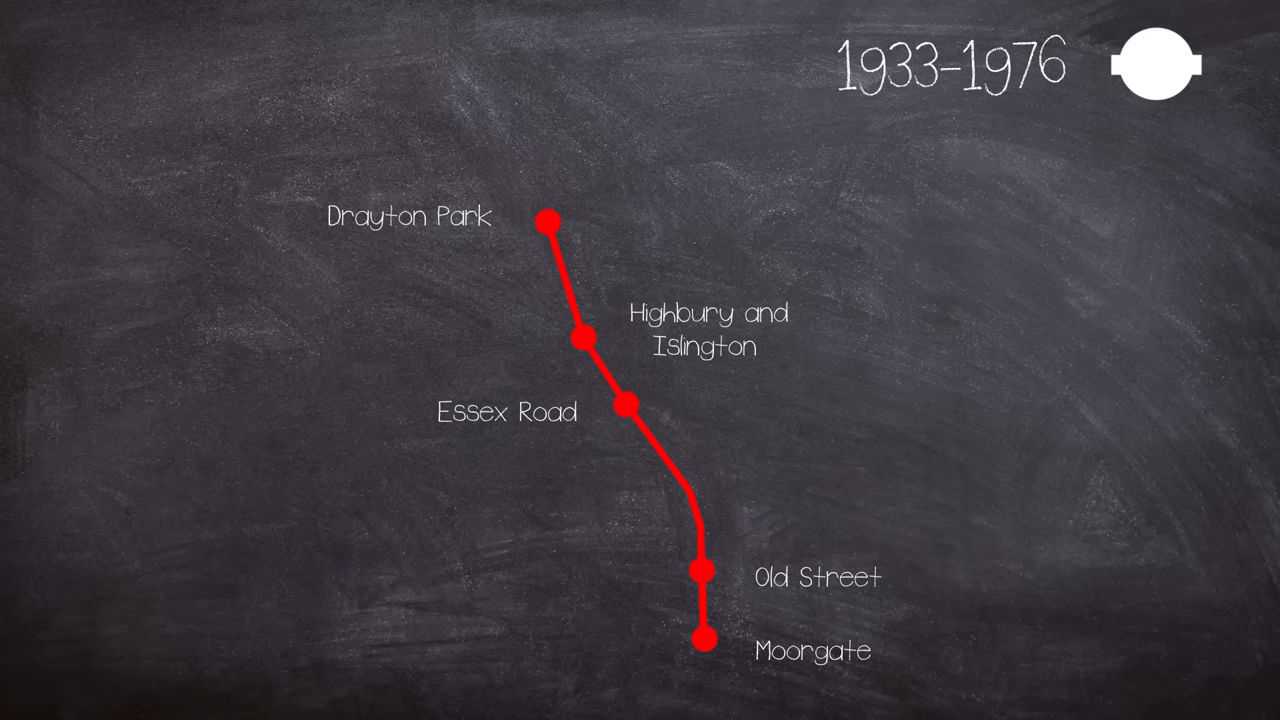 1933-1976
Drayton Park
Highbury and
Islington
Essex Road
Old Street
Moorgate